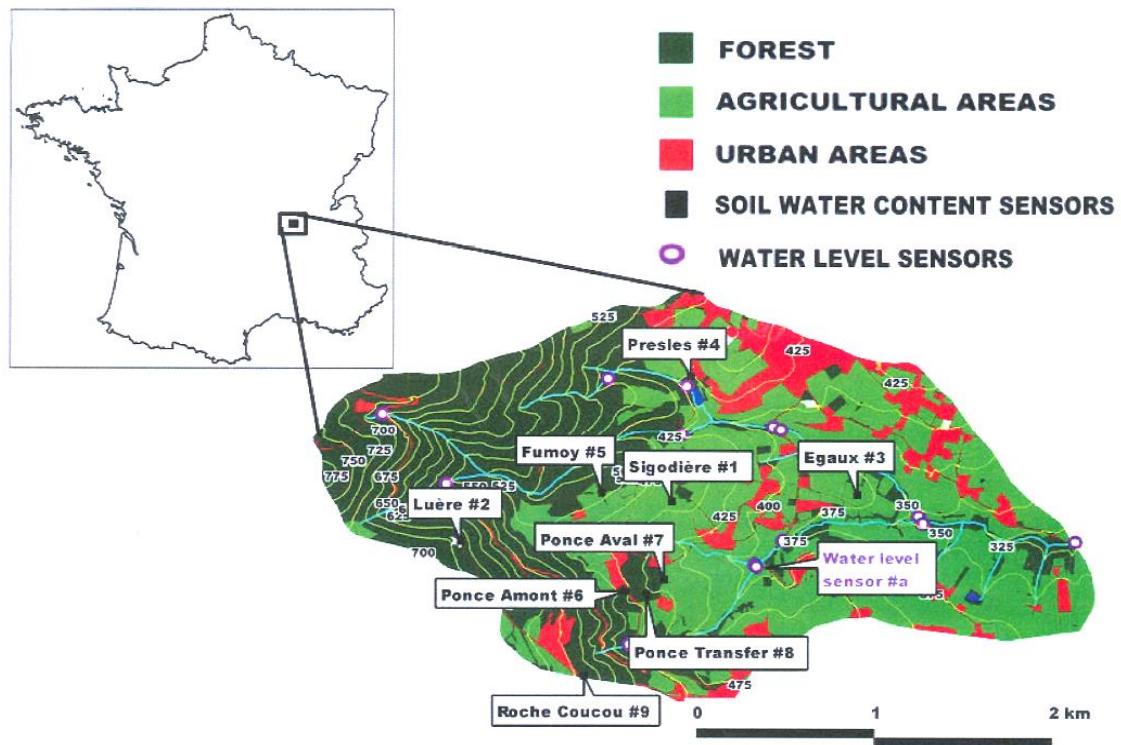 FOREST
AGRICULTURAL AREAS
URBAN AREAS
SOIL WATER CONTENT SENSORS
WATER LEVEL SENSORS
525
Presles #4
425
425
700
425
725
750
Fumoy #5
Sigodière #1
Egaux #3
775
675
550
525
650
625
Luère #2
400
375
350
425
700
Ponce Aval #7
375
350
325
Water level
sensor #a
Ponce Amont #6
Ponce Transfer #8
475
Roche Coucou #9
0
1
2 km